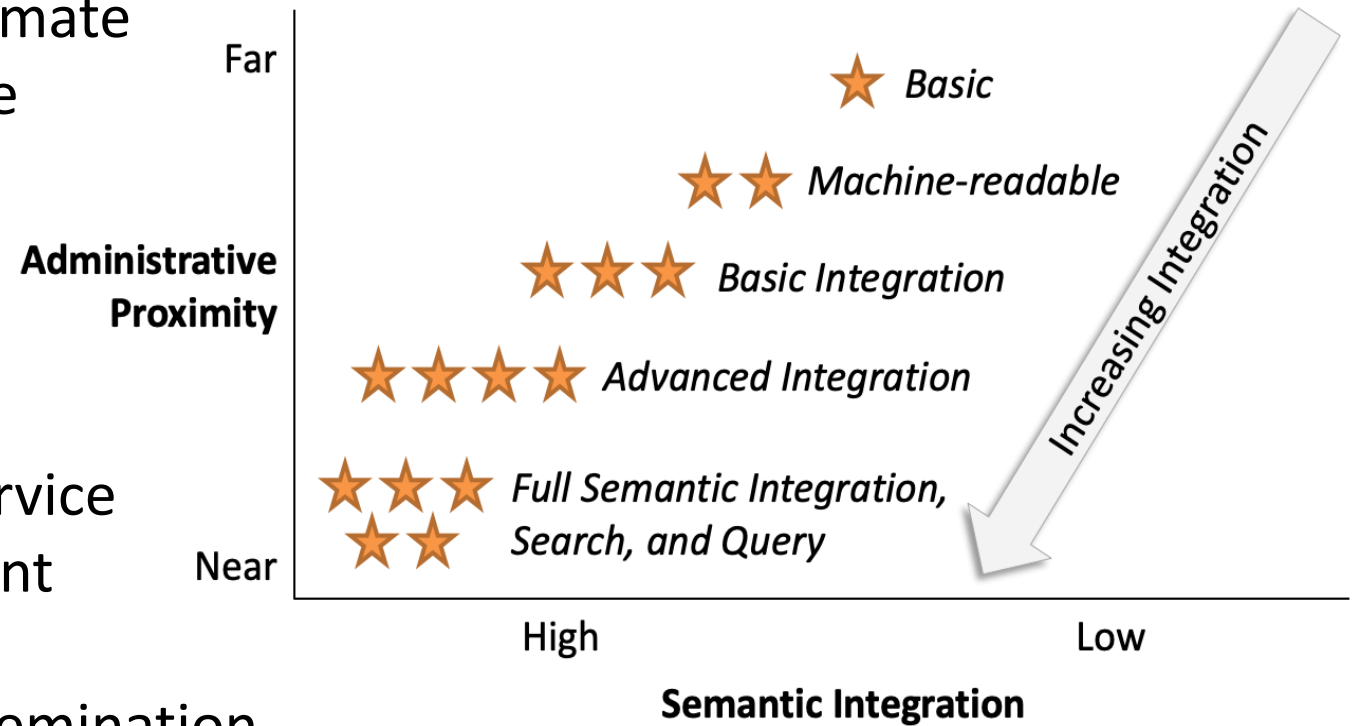 mate
e
Far
Basic
Machine-readable
Administrative
Proximity
Basic Integration
Increasing Integration
Advanced Integration
rvice
Full Semantic Integration,
Search, and Query
nt
Near
High
Low
Semantic Integration
emination